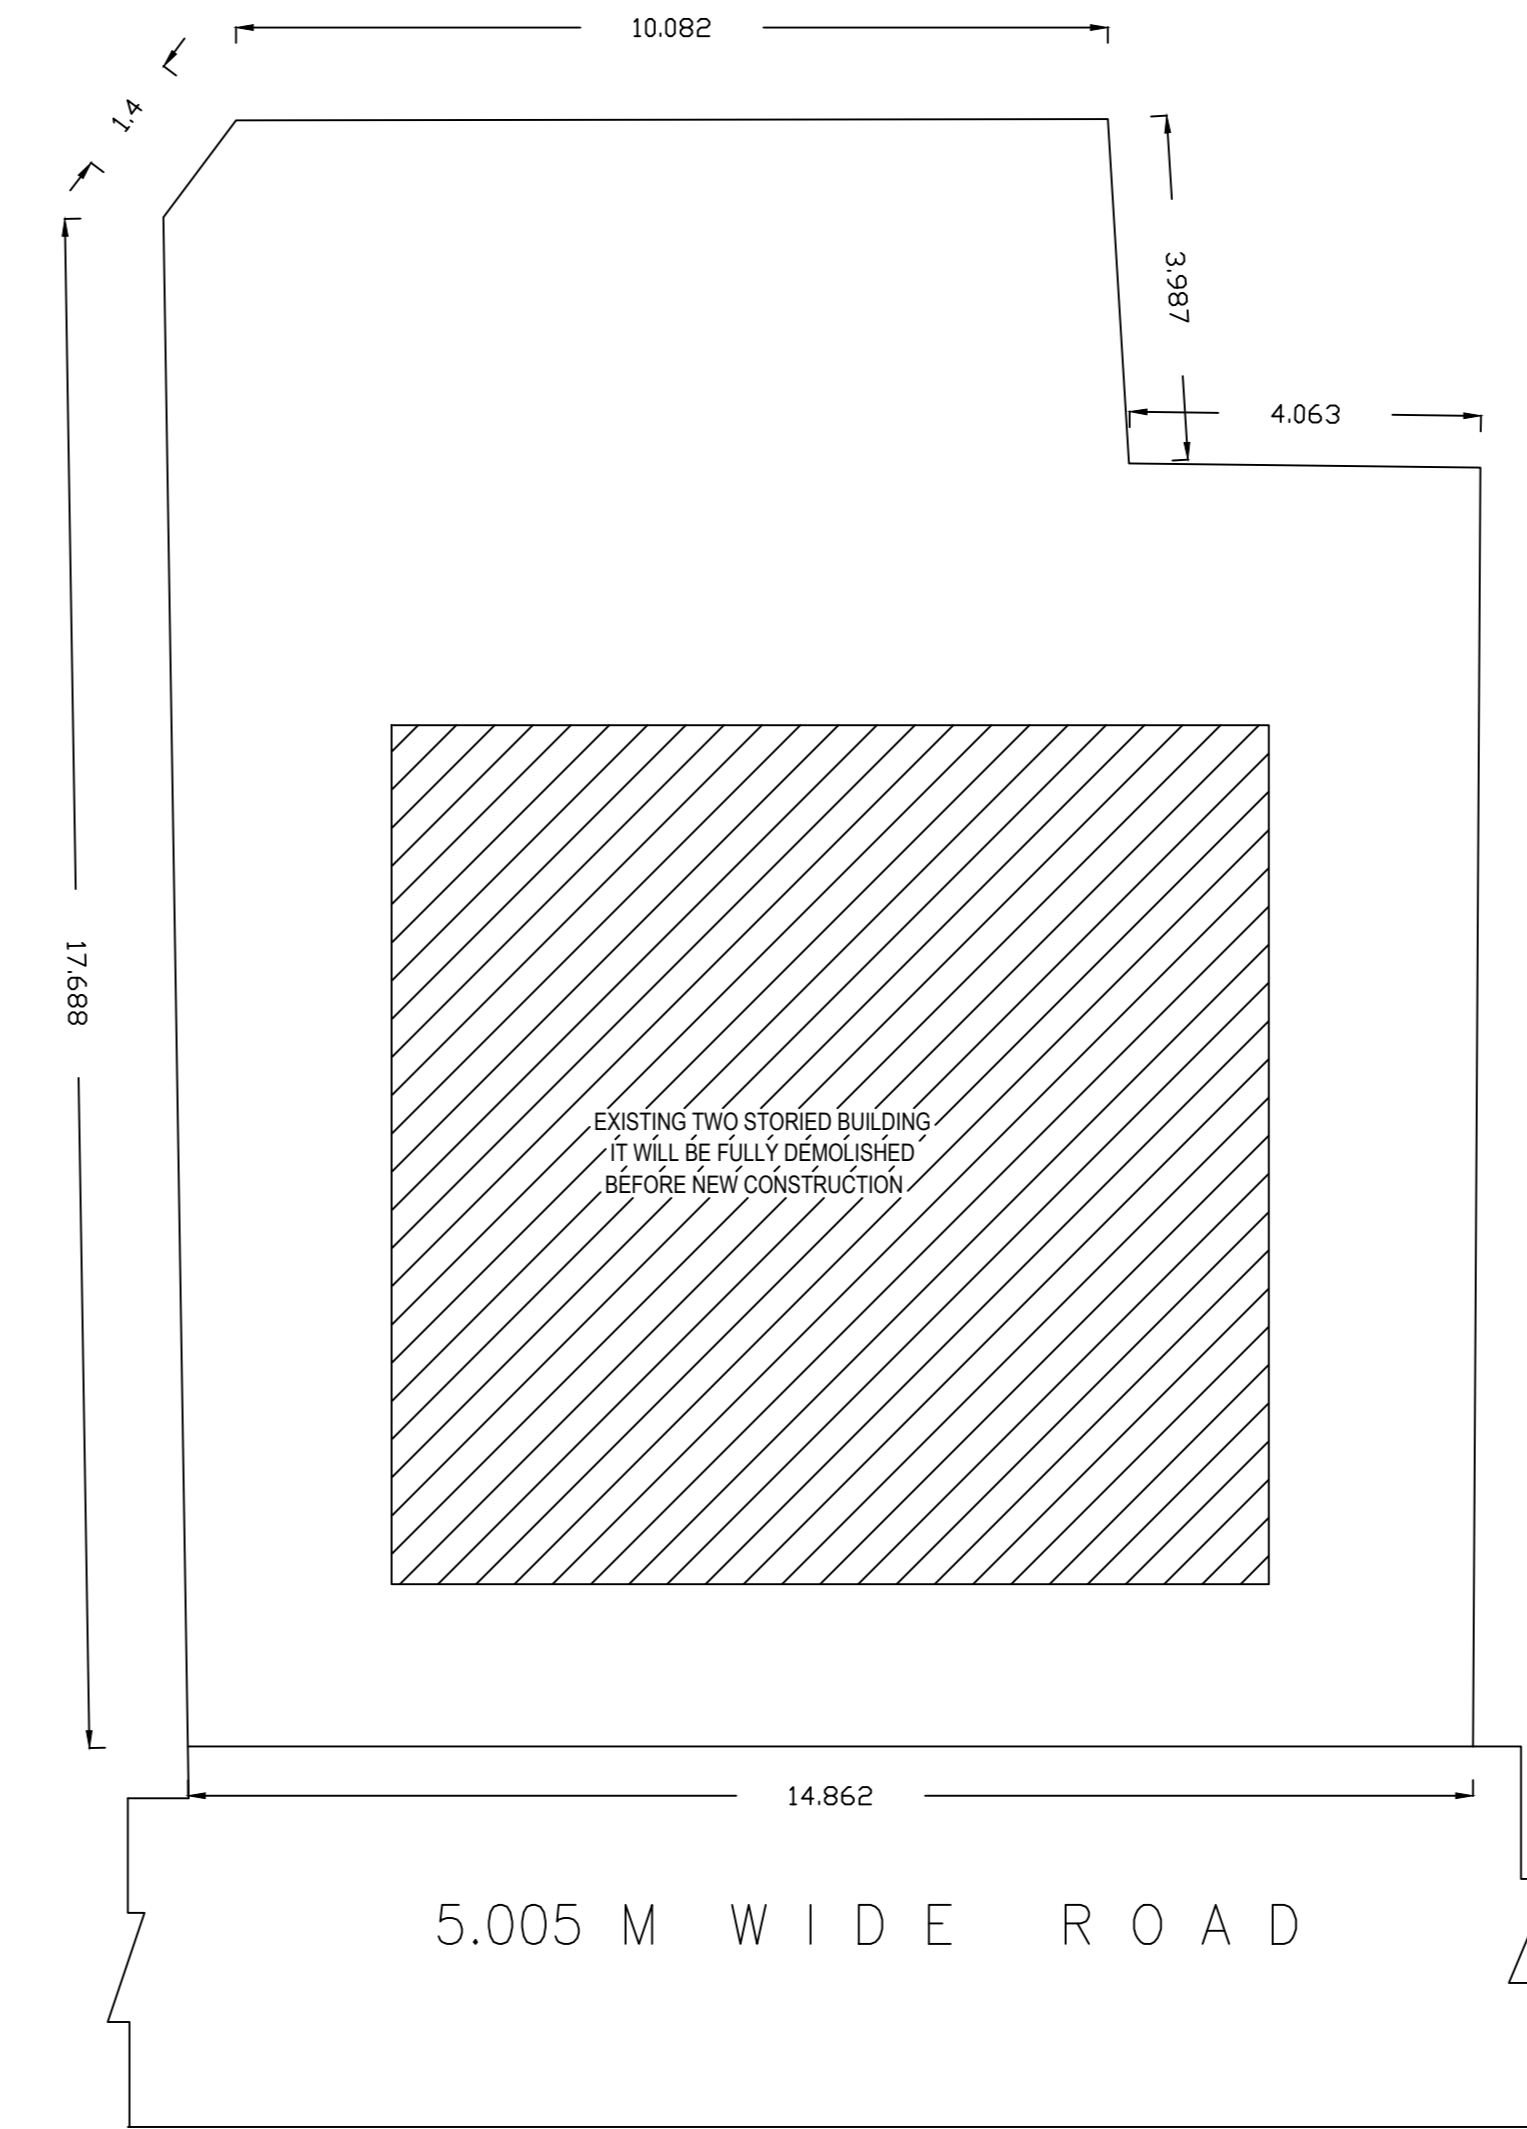 10.082
1.4
3.987
4.063
17.688
EXISTING TWO STORIED BUILDING
IT WILL BE FULLY DEMOLISHED
BEFORE NEW CONSTRUCTION
14.862
5.005 M WIDE ROAD